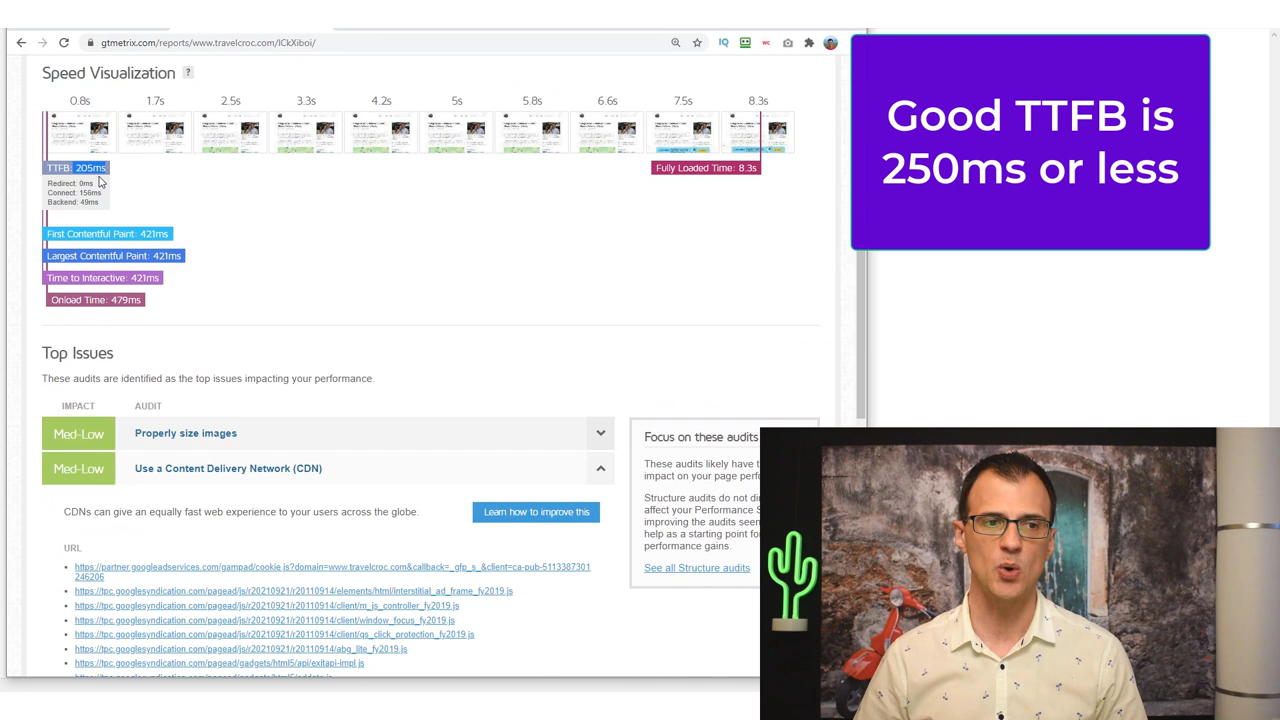 gtmetrix.com/reports/www.travelcroc.com/ICkXiboi/
IQ
WC
Good TTFB is
250ms or less
Speed Visualization ?
0.8s 1.7s 2.5s 3.3s 4.2s 5s 5.8s 6.6s 7.5s 8.3s
TTFB: 205ms
Fully Loaded Time: 8.3s
Redirect: 0ms
Connect: 156ms
Backend: 49ms
First Contentful Paint: 421ms
Largest Contentful Paint: 421ms
Time to Interactive: 421ms
Onload Time: 479ms
Top Issues
These audits are identified as the top issues impacting your performance.
IMPACT AUDIT
Med-Low Properly size images
Med-Low Use a Content Delivery Network (CDN)
CDNs can give an equally fast web experience to your users across the globe.
Learn how to improve this
URL
https://partner.googleadservices.com/gampad/cookie.js?domain=www.travelcroc.com&callback=_gfp_s_&client=ca-pub-5113387301
246206
https://tpc.googlesyndication.com/pagead/js/r20210921/r20110914/elements/html/interstitial_ad_frame_fy2019.js
https://tpc.googlesyndication.com/pagead/js/r20210921/r20110914/client/m_js_controller_fy2019.js
https://tpc.googlesyndication.com/pagead/js/r20210921/r20110914/client/window_focus_fy2019.js
https://tpc.googlesyndication.com/pagead/js/r20210921/r20110914/client/qs_click_protection_fy2019.js
https://tpc.googlesyndication.com/pagead/js/r20210921/r20110914/abg_lite_fy2019.js
https://tpc.googlesyndication.com/pagead/gadgets/html5/api/exitapi-impl.js
Focus on these audits
These audits likely have t
impact on your page perf
Structure audits do not di
affect your Performance S
improving the audits seen
help as a starting point fo
performance gains.
See all Structure audits